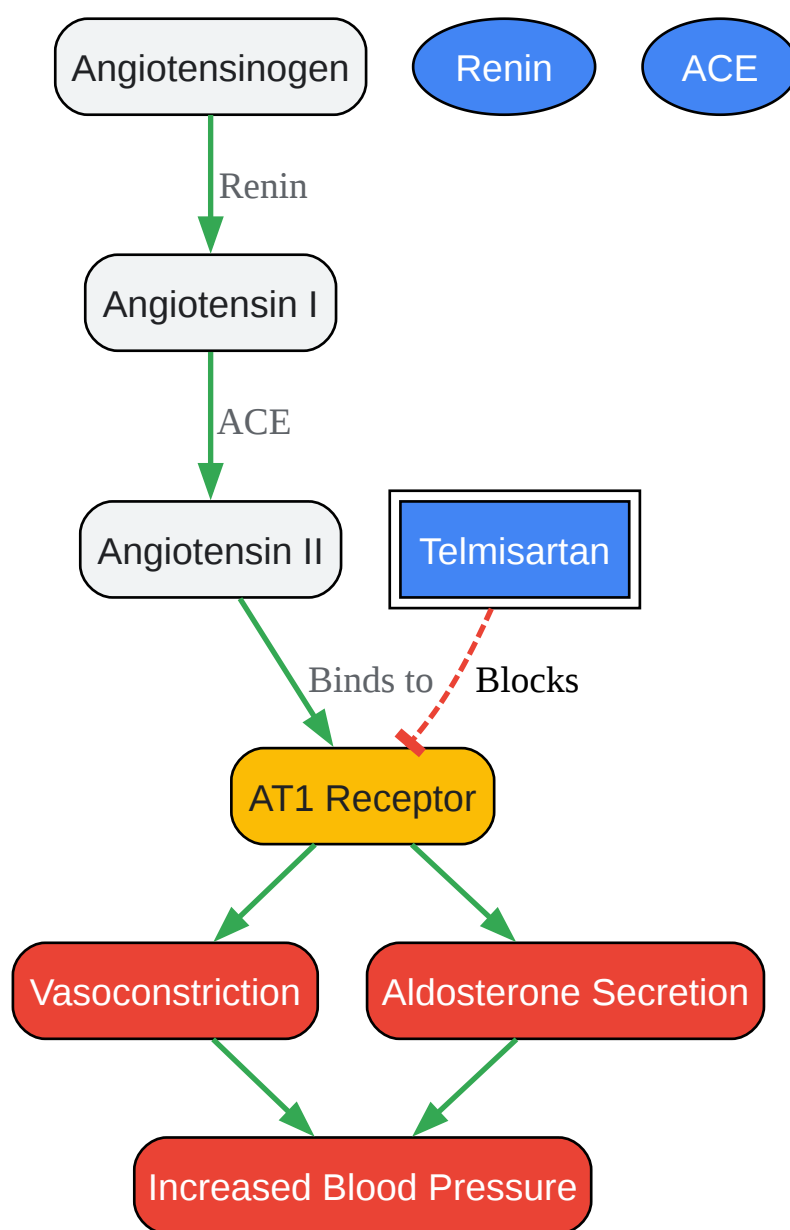 Angiotensinogen
Renin
ACE
Renin
Angiotensin I
ACE
Angiotensin II
Telmisartan
Binds to
Blocks
AT1 Receptor
Vasoconstriction
Aldosterone Secretion
Increased Blood Pressure